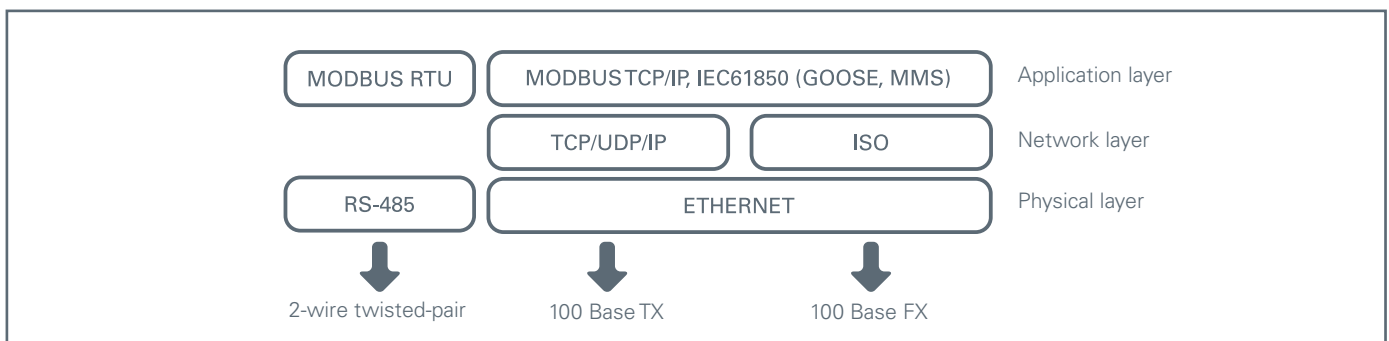 MODBUS RTU
MODBUS TCP/IP, IEC61850 (GOOSE, MMS)
Application layer
TCP/UDP/IP
ISO
Network layer
RS-485
ETHERNET
Physical layer
2-wire twisted-pair
100 Base TX
100 Base FX